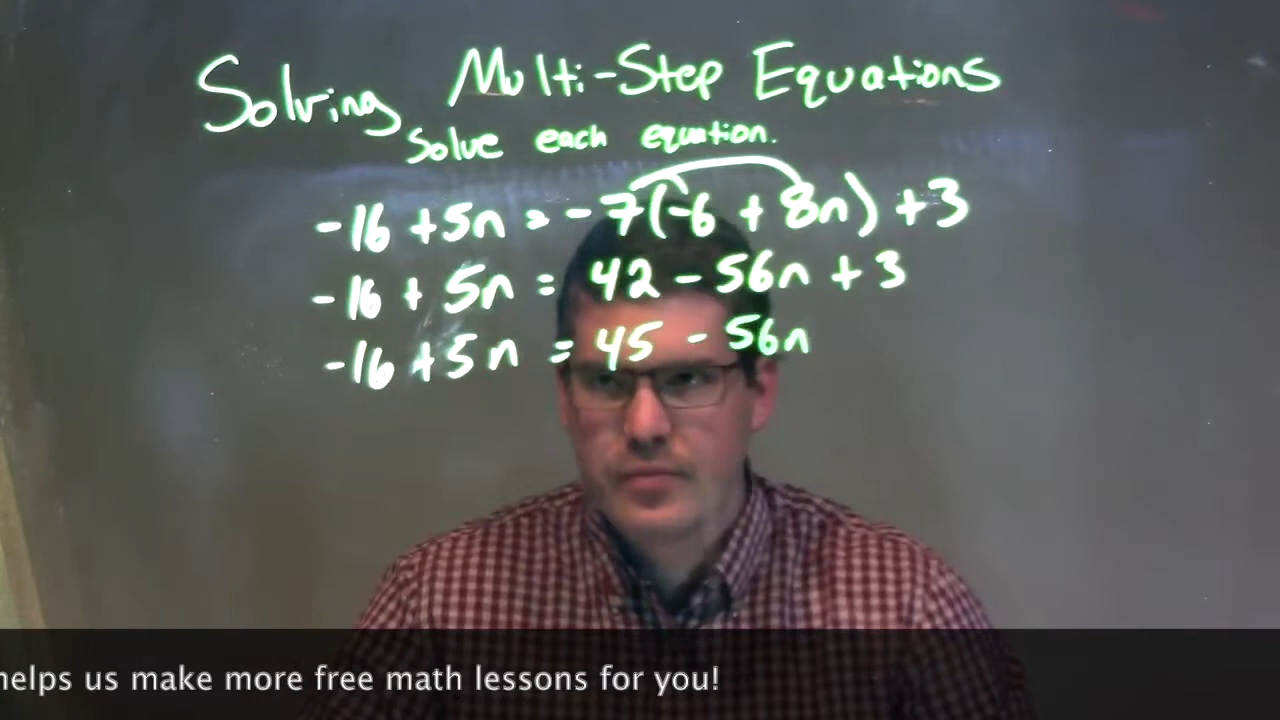 Solving Multi-Step Equations
Solve each equation.
-16 + 5n = -7(-6 + 8n) + 3
-16 + 5n = 42 - 56n + 3
-16 + 5n = 45 - 56n
helps us make more free math lessons for you!